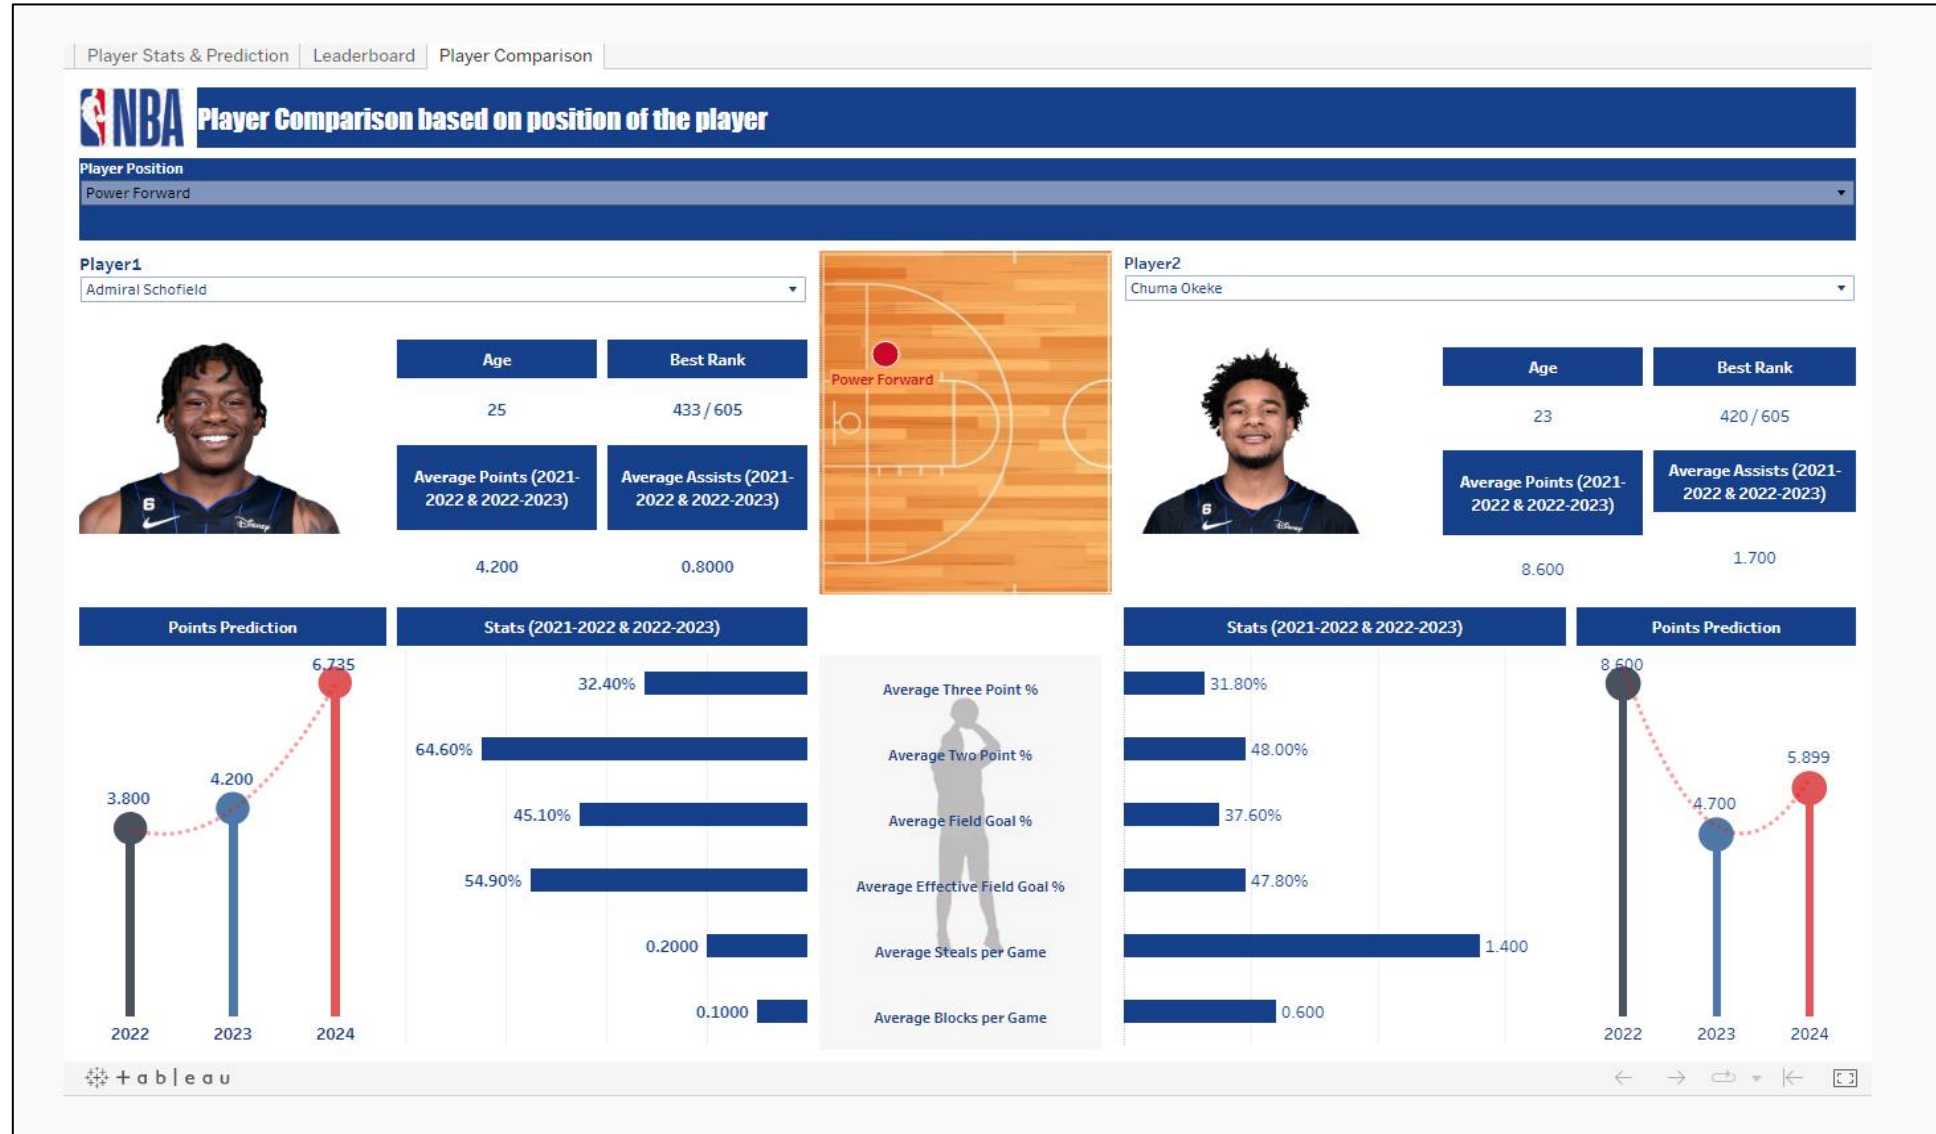 Player Stats & Prediction
Leaderboard
Player Comparison
NBA
Player Comparison based on position of the player
Player Position
Power Forward
Player1
Admiral Schofield
Player2
Chuma Okeke
Age
Best Rank
25
433 / 605
Average Points (2021-
2022 & 2022-2023)
Average Assists (2021-
2022 & 2022-2023)
4.200
0.8000
6
Disney
Power Forward
Age
Best Rank
23
420 / 605
Average Points (2021-
2022 & 2022-2023)
Average Assists (2021-
2022 & 2022-2023)
8.600
1.700
6
Disney
Points Prediction
3.800
4.200
6.735
2022
2023
2024
Stats (2021-2022 & 2022-2023)
32.40%
64.60%
45.10%
54.90%
0.2000
0.1000
Average Three Point %
Average Two Point %
Average Field Goal %
Average Effective Field Goal %
Average Steals per Game
Average Blocks per Game
Stats (2021-2022 & 2022-2023)
31.80%
48.00%
37.60%
47.80%
1.400
0.600
Points Prediction
8.600
4.700
5.899
2022
2023
2024
+ableau